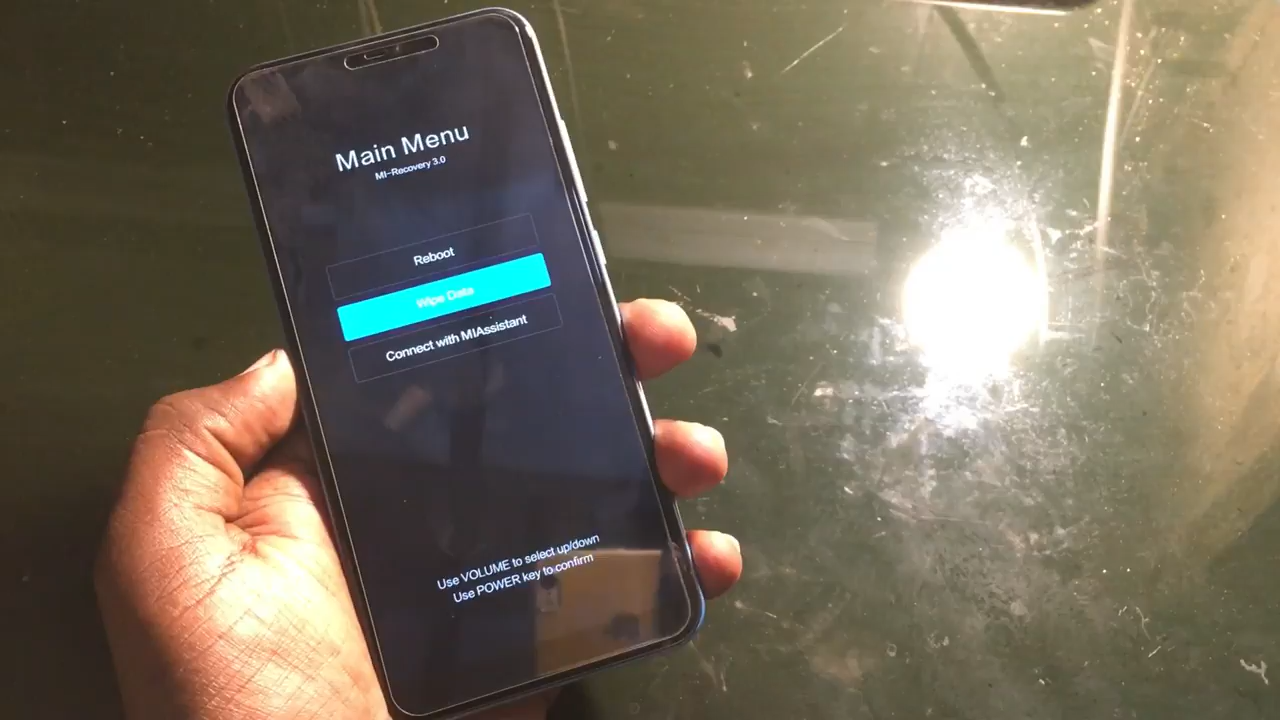 Main Menu
MI-Recovery 3.0
Reboot
Wipe Data
Connect with MIAssistant
Use VOLUME to select up/down
Use POWER key to confirm